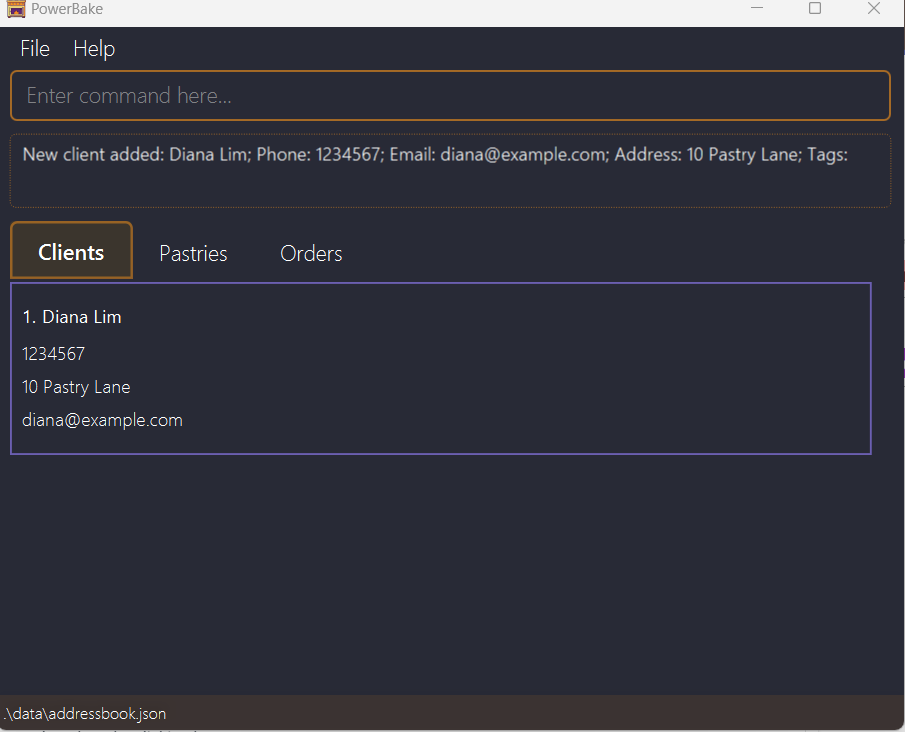 PowerBake
File Help
Enter command here...
New client added: Diana Lim; Phone: 1234567; Email: diana@example.com; Address: 10 Pastry Lane; Tags:
Clients Pastries Orders
1. Diana Lim
1234567
10 Pastry Lane
diana@example.com
.\data\addressbook.json